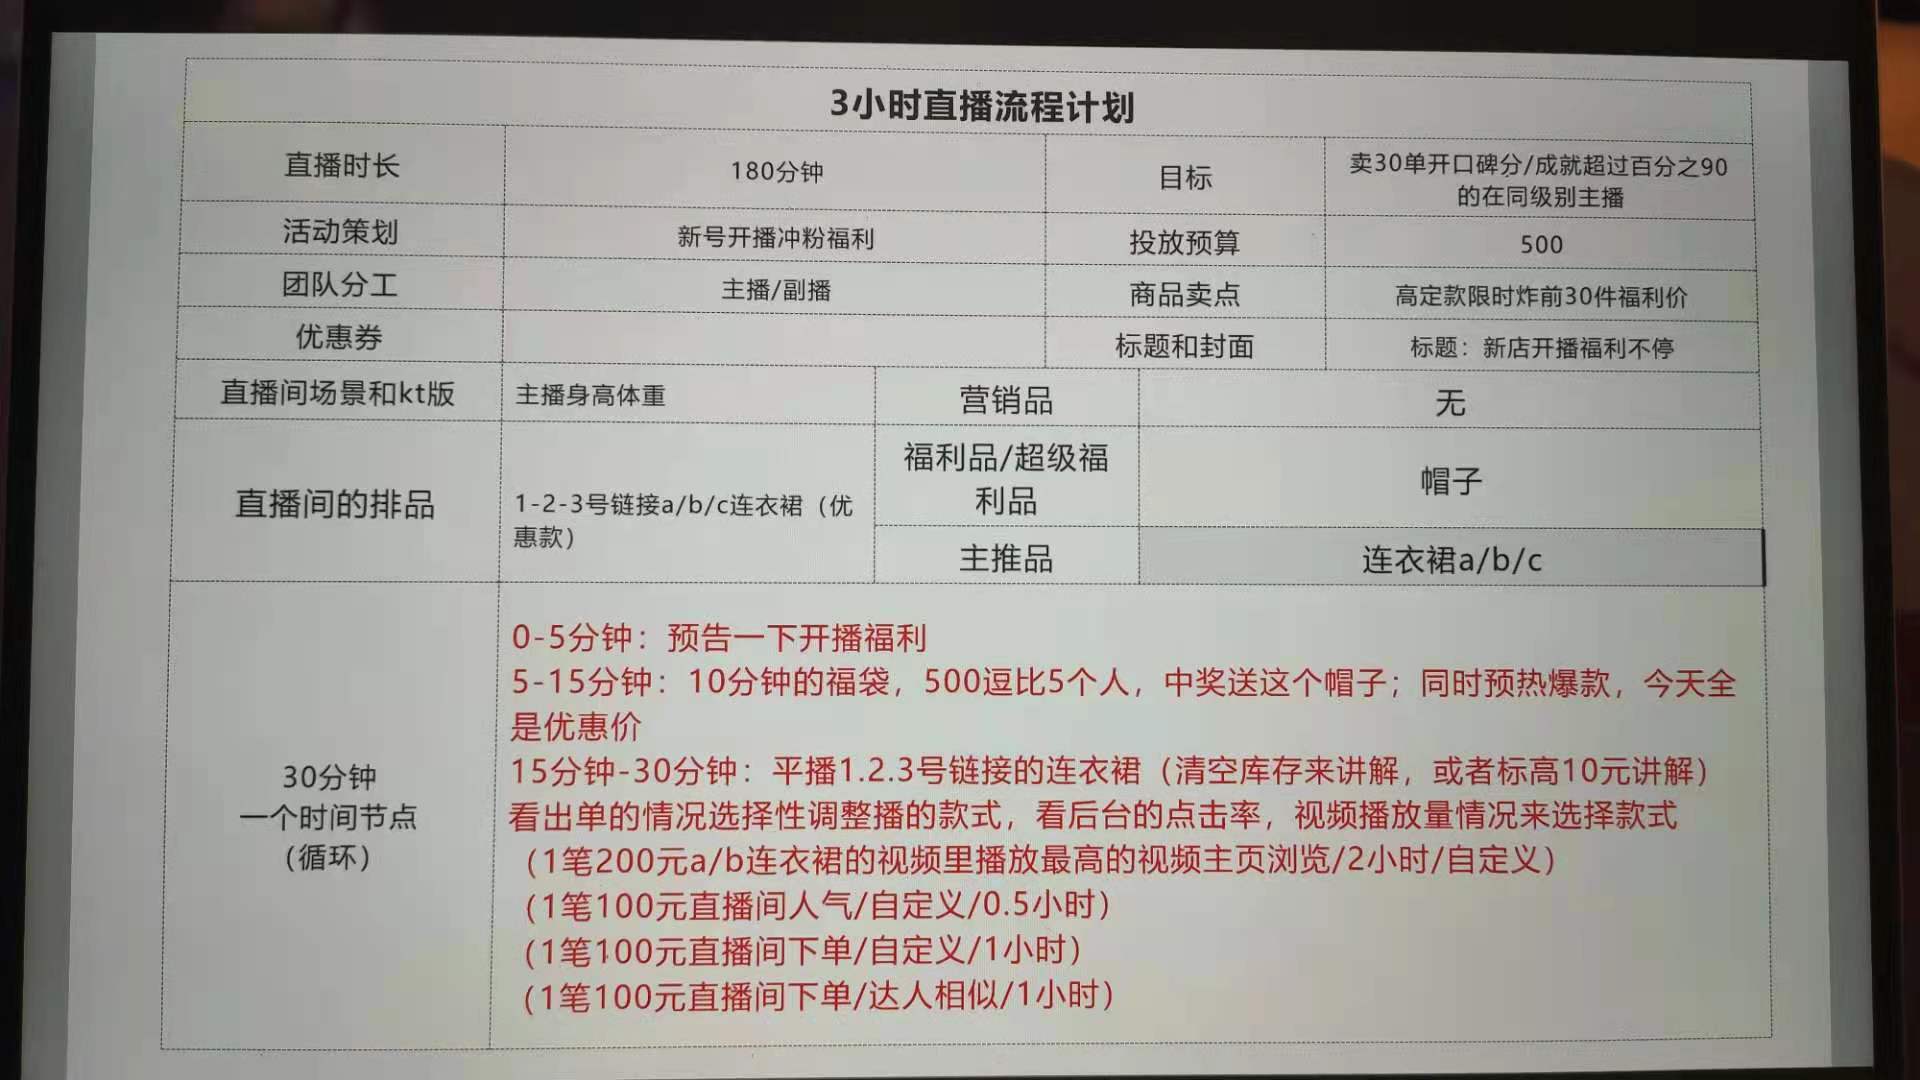 3小时直播流程计划
直播时长
180分钟
目标
卖30单开口碑分/成就超过百分之90
的在同级别主播
活动策划
新号开播冲粉福利
投放预算
500
团队分工
主播/副播
商品卖点
高定款限时炸前30件福利价
优惠券
标题和封面
标题：新店开播福利不停
直播间场景和kt版
主播身高体重
营销品
无
直播间的排品
1-2-3号链接a/b/c连衣裙（优
惠款）
福利品/超级福
利品
帽子
主推品
连衣裙a/b/c
30分钟
一个时间节点
（循环）
0-5分钟：预告一下开播福利
5-15分钟：10分钟的福袋，500逗比5个人，中奖送这个帽子；同时预热爆款，今天全
是优惠价
15分钟-30分钟：平播1.2.3号链接的连衣裙（清空库存来讲解，或者标高10元讲解）
看出单的情况选择性调整播的款式，看后台的点击率，视频播放量情况来选择款式
（1笔200元a/b连衣裙的视频里播放最高的视频主页浏览/2小时/自定义）
（1笔100元直播间人气/自定义/0.5小时）
（1笔100元直播间下单/自定义/1小时）
（1笔100元直播间下单/达人相似/1小时）